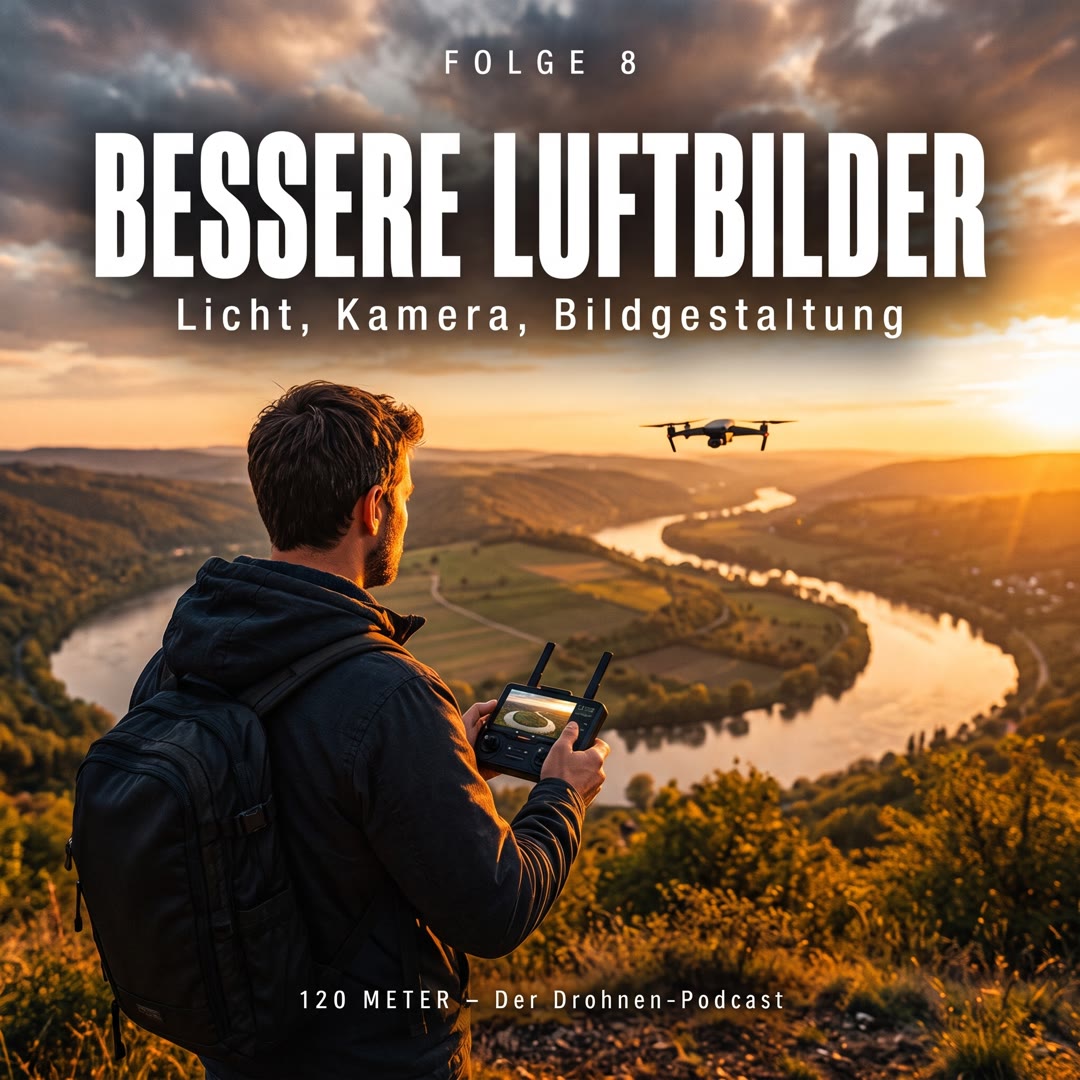 FOLGE 8
BESSERE LUFTBILDER
Licht, Kamera, Bildgestaltung
120 METER – Der Drohnen-Podcast